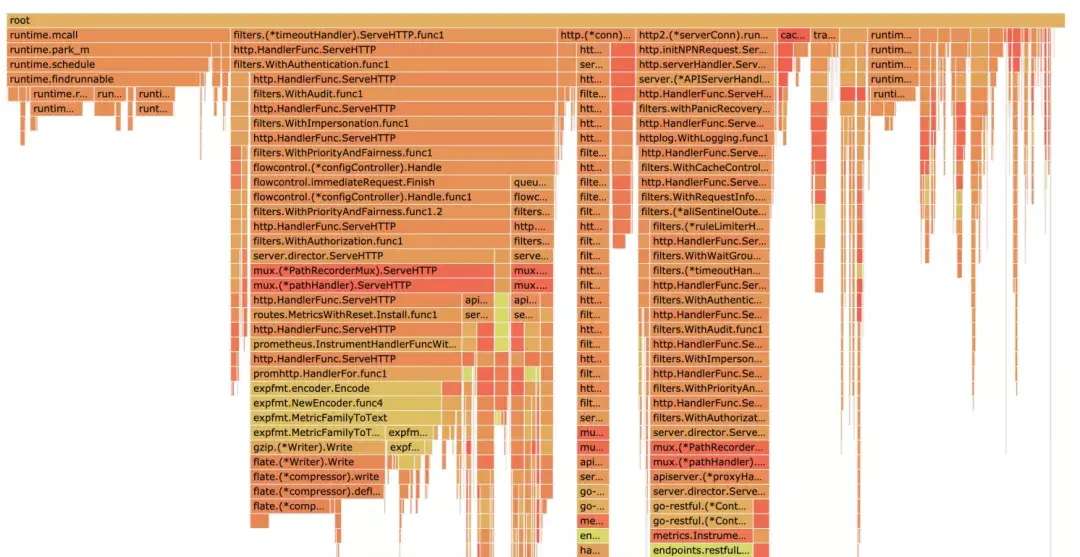 root
runtime.mcall filters.(*timeoutHandler).ServeHTTP.func1 http.(*conn)... http2.(*serverConn).run... cac... tra... runtim...
runtime.park_m http.HandlerFunc.ServeHTTP htt... http.initNPNRequest.Ser... runtim...
runtime.schedule filters.WithAuthentication.func1 ser... http.serverHandler.Serv... runtim...
runtime.findrunnable http.HandlerFunc.ServeHTTP htt... server.(*APIServerHandl... runtim...
runtime.r... run... runti... filters.WithAudit.func1 filte... http.HandlerFunc.ServeH... runti...
runtim... runt... http.HandlerFunc.ServeHTTP htt... filters.withPanicRecovery...
filters.WithImpersonation.func1 htt... http.HandlerFunc.Serve...
http.HandlerFunc.ServeHTTP htt... httplog.WithLogging.func1
filters.WithPriorityAndFairness.func1 filte... http.HandlerFunc.Serve...
flowcontrol.(*configController).Handle htt... filters.WithCacheControl...
flowcontrol.immediateRequest.Finish queu... filte... http.HandlerFunc.Serve...
flowcontrol.(*configController).Handle.func1 flowc... htt... filters.WithRequestInfo....
filters.WithPriorityAndFairness.func1.2 filters... filt... filters.(*aliSentinelOute...
http.HandlerFunc.ServeHTTP http.... htt... filters.(*ruleLimiterH...
filters.WithAuthorization.func1 filters... filt... http.HandlerFunc.Se...
server.director.ServeHTTP serve... filt... filters.WithWaitGrou...
mux.(*PathRecorderMux).ServeHTTP mux.... htt... filters.(*timeoutHan...
mux.(*pathHandler).ServeHTTP mux.... filt... http.HandlerFunc.Se...
http.HandlerFunc.ServeHTTP api... api... htt... filters.WithAuthentic...
routes.MetricsWithReset.Install.func1 ser... se... filt... http.HandlerFunc.Se...
http.HandlerFunc.ServeHTTP htt... filters.WithAudit.func1
prometheus.InstrumentHandlerFuncWit... filt... http.HandlerFunc.Se...
http.HandlerFunc.ServeHTTP htt... filters.WithImperson...
promhttp.HandlerFor.func1 filt... http.HandlerFunc.Se...
expfmt.encoder.Encode htt... filters.WithPriorityAn...
expfmt.NewEncoder.func4 filt... http.HandlerFunc.Se...
expfmt.MetricFamilyToText ser... filters.WithAuthorizat...
expfmt.MetricFamilyToT... expfm... mu... server.director.Serve...
gzip.(*Writer).Write expf... mu... mux.(*PathRecorder...
flate.(*Writer).Write api... mux.(*pathHandler)....
flate.(*compressor).write ser... apiserver.(*proxyHa...
flate.(*compressor).defl... go-... server.director.Serve...
flate.(*comp... go-... go-restful.(*Cont...
me... go-restful.(*Cont...
en... metrics.Instrume...
ha... endpoints.restfulL...